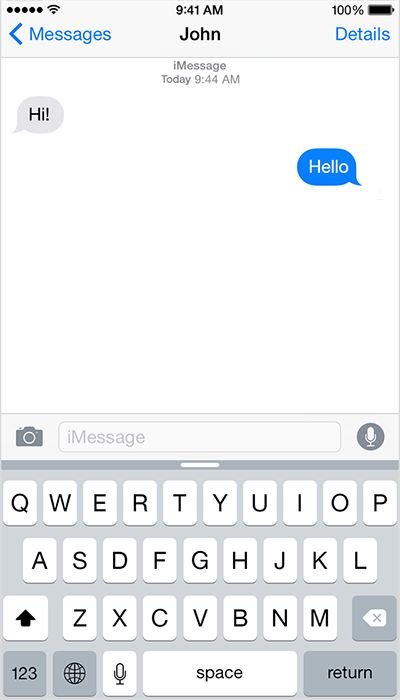 9:41 AM 100%
Messages John Details
iMessage
Today 9:44 AM
Hi!
Hello
iMessage
Q W E R T Y U I O P
A S D F G H J K L
Z X C V B N M
123 space return